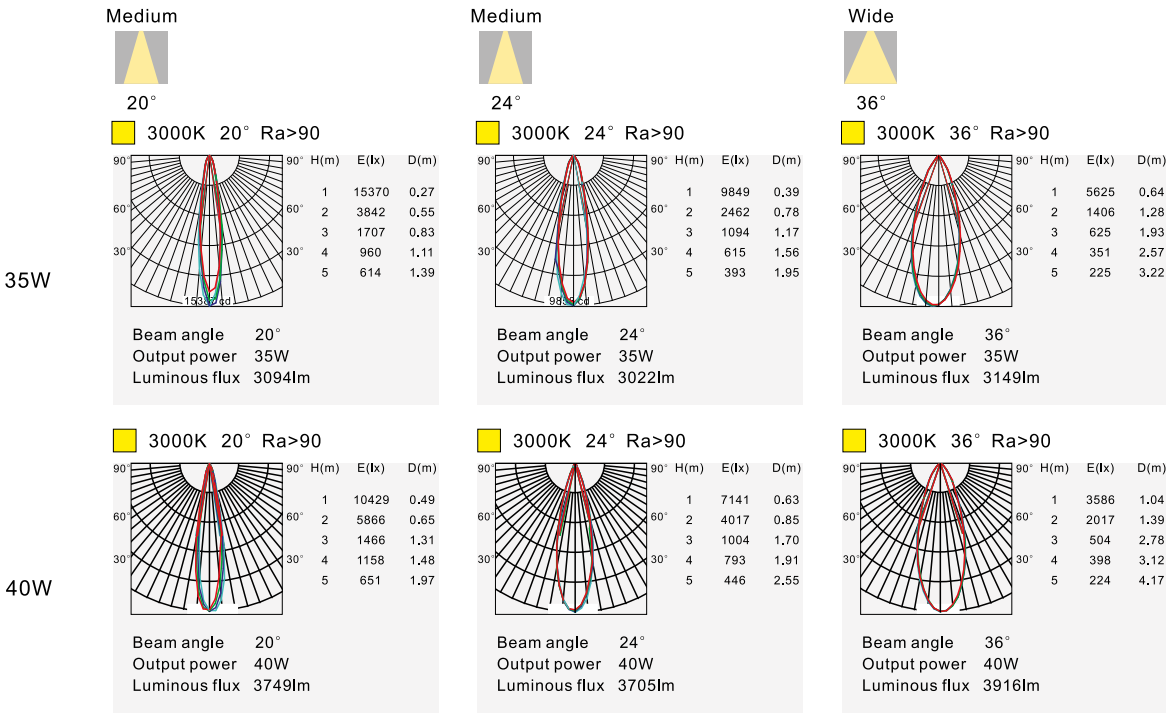 Medium
Medium
Wide
20°
24°
36°
35W
3000K 20° Ra>90
90° 90° H(m) E(lx) D(m)
1 15370 0.27
60° 60° 2 3842 0.55
3 1707 0.83
30° 30° 4 960 1.11
5 614 1.39
Beam angle 20°
Output power 35W
Luminous flux 3094lm
3000K 24° Ra>90
90° 90° H(m) E(lx) D(m)
1 9849 0.39
60° 60° 2 2462 0.78
3 1094 1.17
30° 30° 4 615 1.56
5 393 1.95
Beam angle 24°
Output power 35W
Luminous flux 3022lm
3000K 36° Ra>90
90° 90° H(m) E(lx) D(m)
1 5625 0.64
60° 60° 2 1406 1.28
3 625 1.93
30° 30° 4 351 2.57
5 225 3.22
Beam angle 36°
Output power 35W
Luminous flux 3149lm
40W
3000K 20° Ra>90
90° 90° H(m) E(lx) D(m)
1 10429 0.49
60° 60° 2 5866 0.65
3 1466 1.31
30° 30° 4 1158 1.48
5 651 1.97
Beam angle 20°
Output power 40W
Luminous flux 3749lm
3000K 24° Ra>90
90° 90° H(m) E(lx) D(m)
1 7141 0.63
60° 60° 2 4017 0.85
3 1004 1.70
30° 30° 4 793 1.91
5 446 2.55
Beam angle 24°
Output power 40W
Luminous flux 3705lm
3000K 36° Ra>90
90° 90° H(m) E(lx) D(m)
1 3586 1.04
60° 60° 2 2017 1.39
3 504 2.78
30° 30° 4 398 3.12
5 224 4.17
Beam angle 36°
Output power 40W
Luminous flux 3916lm